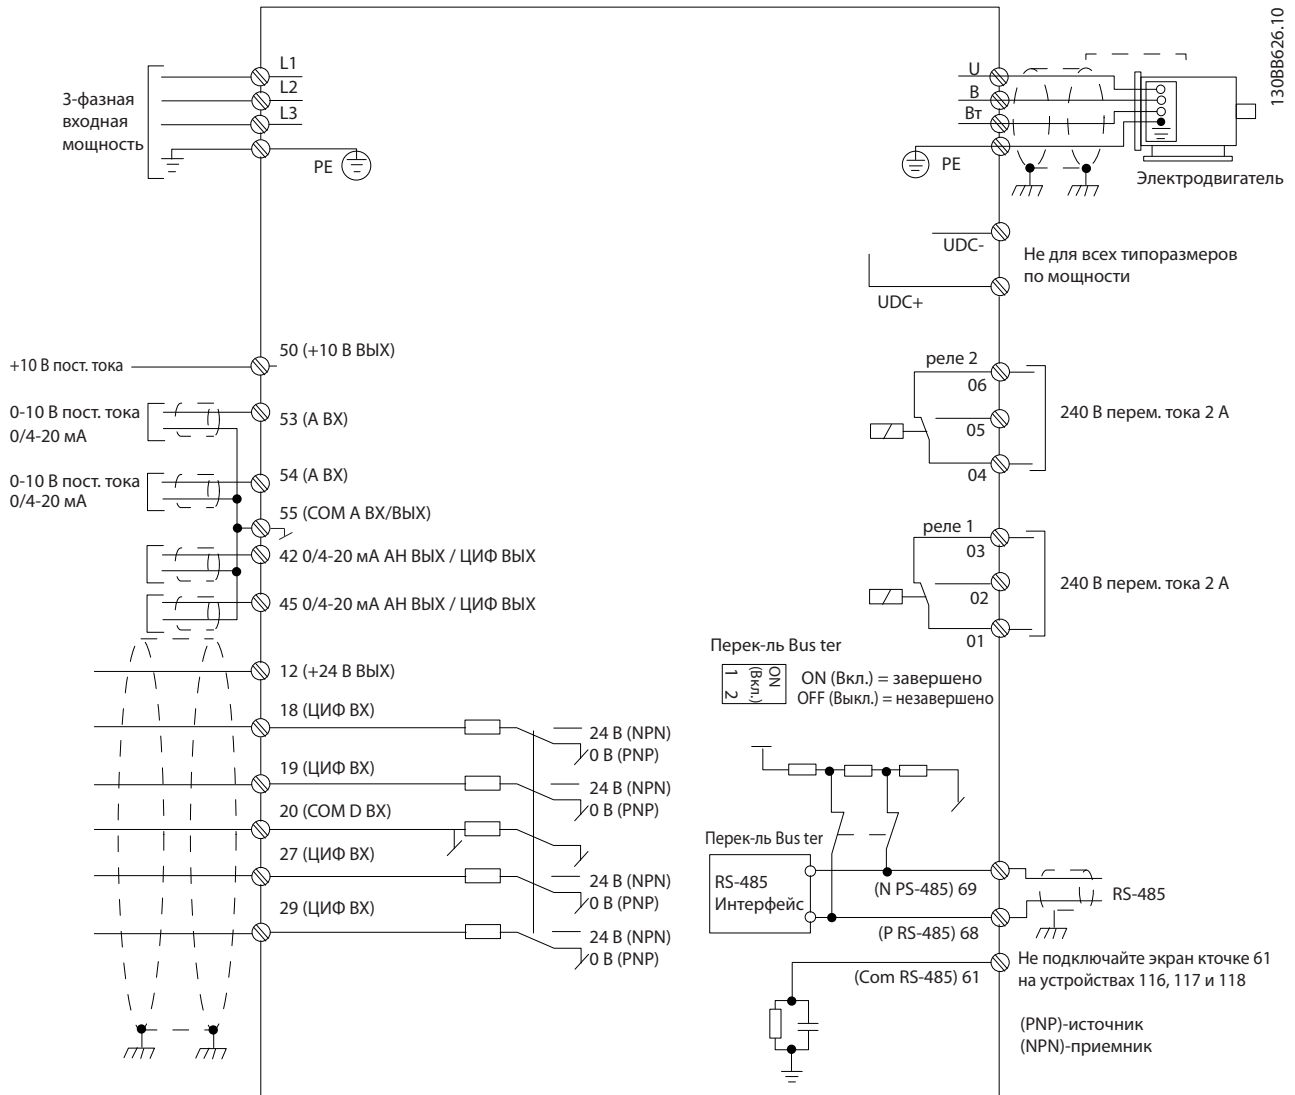 130BB626.10
L1
L2
L3
3-фазная
входная
мощность
PE
U
В
Вт
PE
Электродвигатель
UDC-
Не для всех типоразмеров
по мощности
UDC+
50 (+10 В ВЫХ)
+10 В пост. тока
0-10 В пост. тока
0/4-20 мА
53 (А ВХ)
0-10 В пост. тока
0/4-20 мА
54 (А ВХ)
55 (COM А ВХ/ВЫХ)
42 0/4-20 мА АН ВЫХ / ЦИФ ВЫХ
45 0/4-20 мА АН ВЫХ / ЦИФ ВЫХ
реле 2
06
05
04
240 В перем. тока 2 А
реле 1
03
02
01
240 В перем. тока 2 А
12 (+24 В ВЫХ)
18 (ЦИФ ВХ)
24 В (NPN)
0 В (PNP)
19 (ЦИФ ВХ)
24 В (NPN)
0 В (PNP)
20 (COM D ВХ)
27 (ЦИФ ВХ)
24 В (NPN)
0 В (PNP)
29 (ЦИФ ВХ)
24 В (NPN)
0 В (PNP)
Перек-ль Bus ter
ON
(Вкл.)
1 2
ON (Вкл.) = завершено
OFF (Выкл.) = незавершено
Перек-ль Bus ter
RS-485
Интерфейс
(N PS-485) 69
(P RS-485) 68
RS-485
(Com RS-485) 61
Не подключайте экран кточке 61
на устройствах 116, 117 и 118
(PNP)-источник
(NPN)-приемник